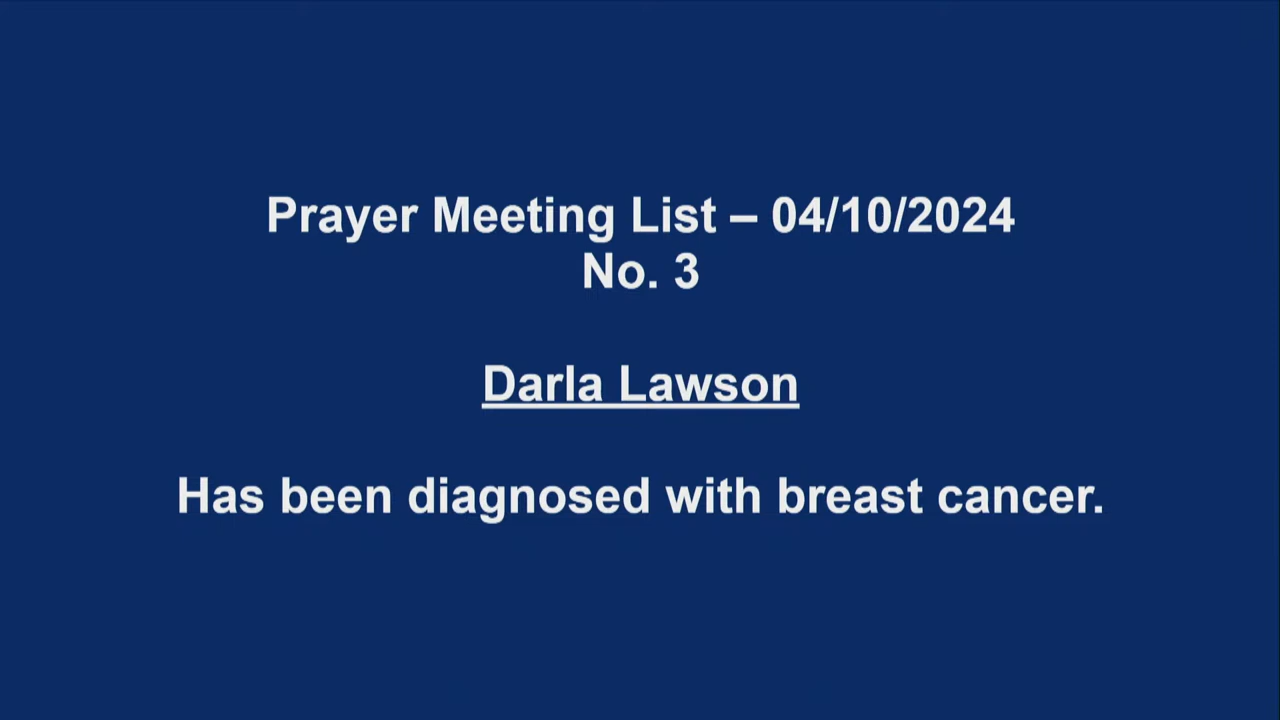 Prayer Meeting List – 04/10/2024
No. 3
Darla Lawson
Has been diagnosed with breast cancer.